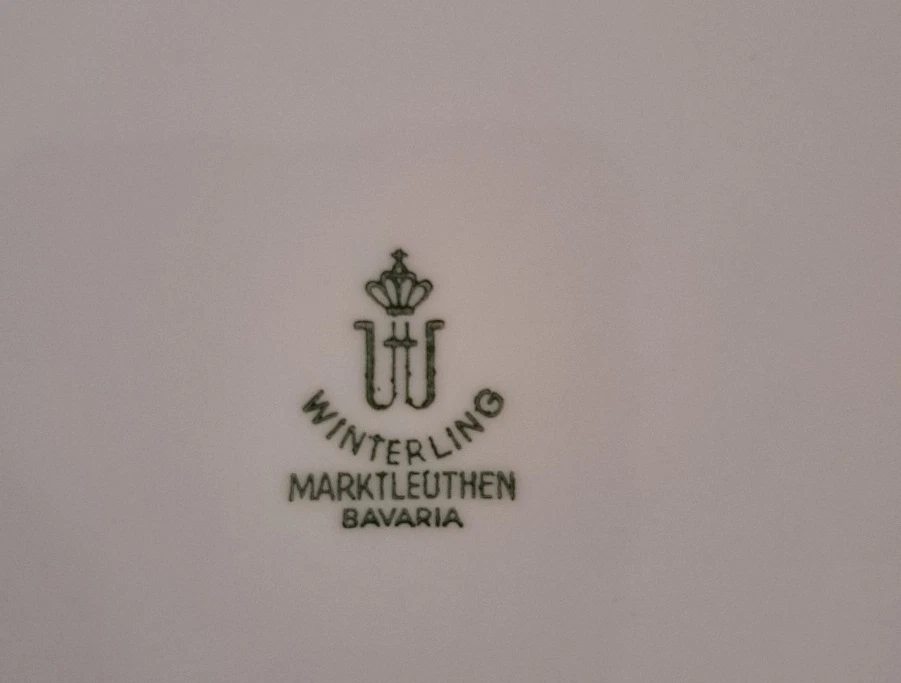 W
WINTERLING
MARKTLEUTHEN
BAVARIA